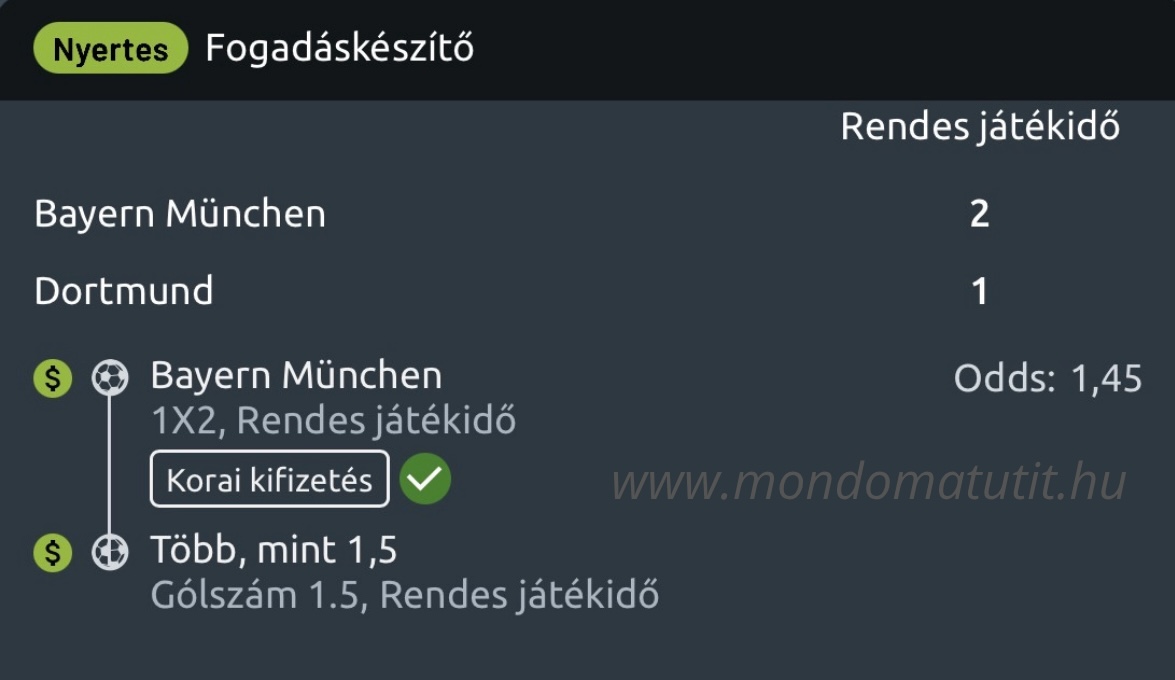 Nyertes Fogadáskészítő
Rendes játékidő
Bayern München 2
Dortmund 1
$ Bayern München Odds: 1,45
1X2, Rendes játékidő
Korai kifizetés
www.mondomatutit.hu
$ Több, mint 1,5
Gólszám 1.5, Rendes játékidő